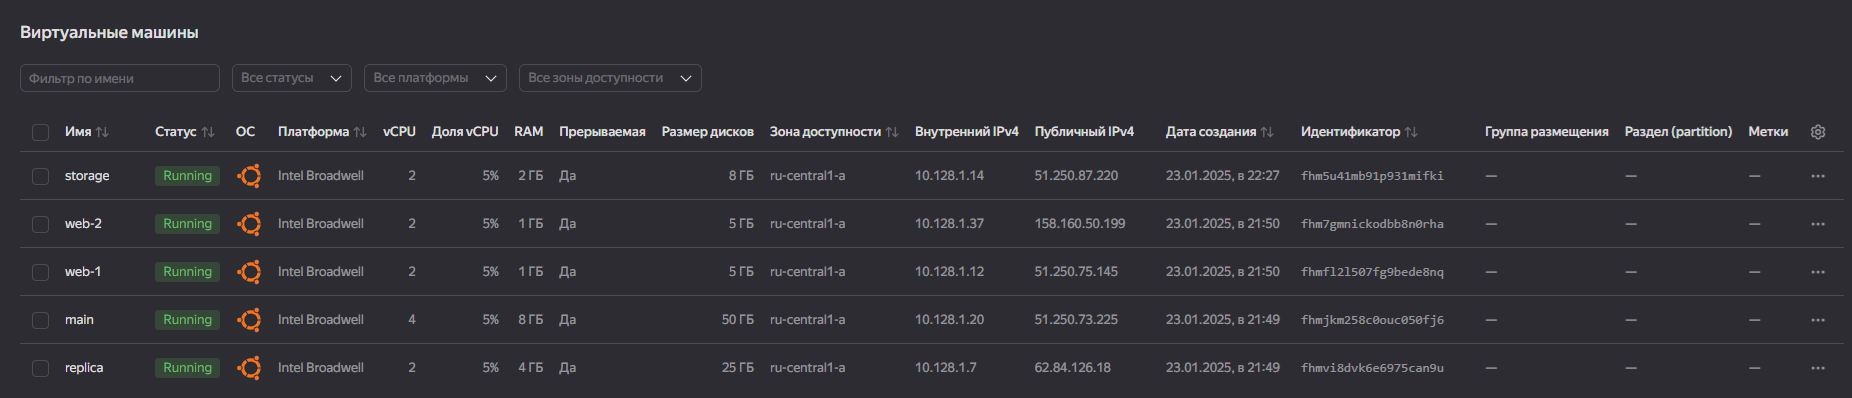 Виртуальные машины
Фильтр по имени Все статусы Все платформы Все зоны доступности
Имя Статус ОС Платформа vCPU Доля vCPU RAM Прерываемая Размер дисков Зона доступности Внутренний IPv4 Публичный IPv4 Дата создания Идентификатор Группа размещения Раздел (partition) Метки
storage Running Intel Broadwell 2 5% 2 ГБ Да 8 ГБ ru-central1-a 10.128.1.14 51.250.87.220 23.01.2025, в 22:27 fhm5u41mb91p931mifki — — —
web-2 Running Intel Broadwell 2 5% 1 ГБ Да 5 ГБ ru-central1-a 10.128.1.37 158.160.50.199 23.01.2025, в 21:50 fhm7gmnickodbb8n0rha — — —
web-1 Running Intel Broadwell 2 5% 1 ГБ Да 5 ГБ ru-central1-a 10.128.1.12 51.250.75.145 23.01.2025, в 21:50 fhmfl2l507fg9bede8nq — — —
main Running Intel Broadwell 4 5% 8 ГБ Да 50 ГБ ru-central1-a 10.128.1.20 51.250.73.225 23.01.2025, в 21:49 fhmjkm258c0ouc050fj6 — — —
replica Running Intel Broadwell 2 5% 4 ГБ Да 25 ГБ ru-central1-a 10.128.1.7 62.84.126.18 23.01.2025, в 21:49 fhmvi8dvk6e6975can9u — — —